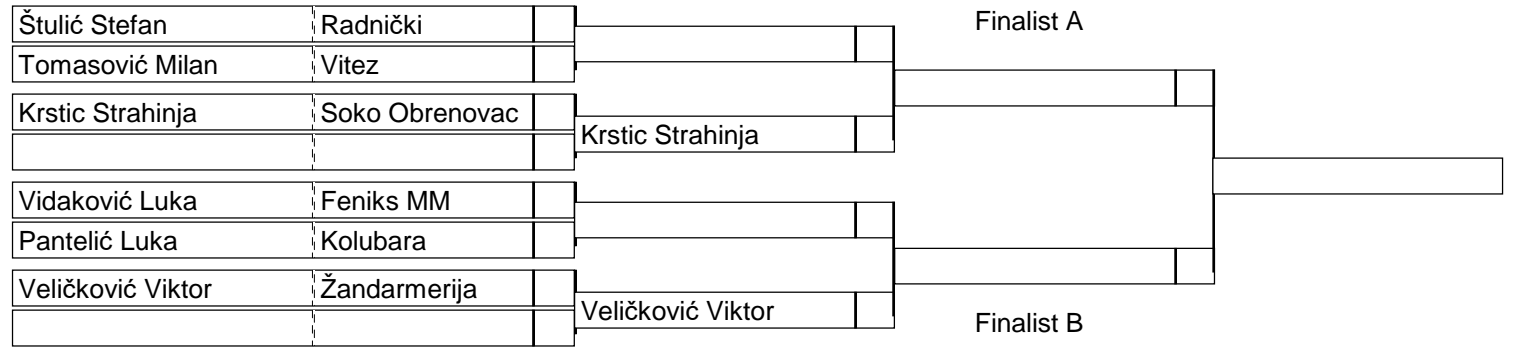 Štulić Stefan Radnički
Finalist A
Tomasović Milan Vitez
Krstic Strahinja Soko Obrenovac
Krstic Strahinja
Vidaković Luka Feniks MM
Pantelić Luka Kolubara
Veličković Viktor Žandarmerija
Veličković Viktor
Finalist B